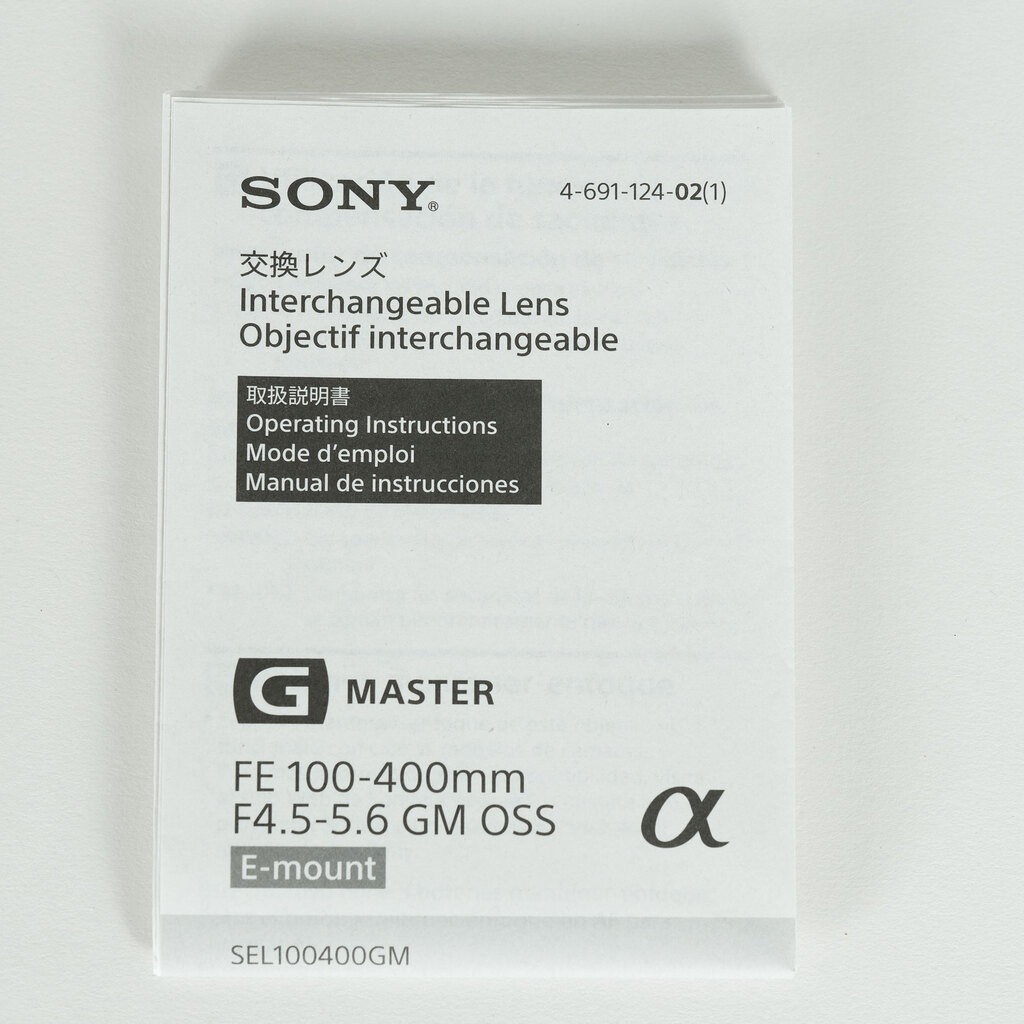 SONY®
4-691-124-02(1)
交換レンズ
Interchangeable Lens
Objectif interchangeable
取扱説明書
Operating Instructions
Mode d'emploi
Manual de instrucciones
G MASTER
FE 100-400mm
F4.5-5.6 GM OSS
α
E-mount
SEL100400GM